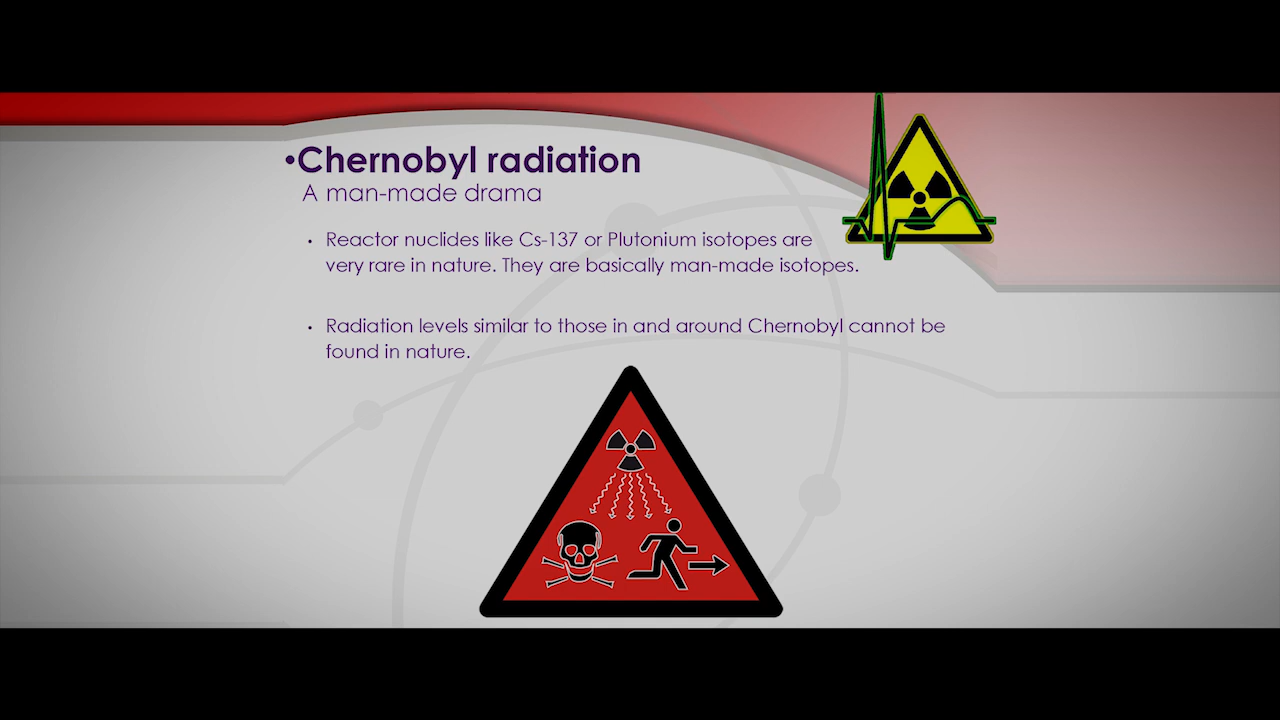 •Chernobyl radiation
A man-made drama
• Reactor nuclides like Cs-137 or Plutonium isotopes are
very rare in nature. They are basically man-made isotopes.
• Radiation levels similar to those in and around Chernobyl cannot be
found in nature.